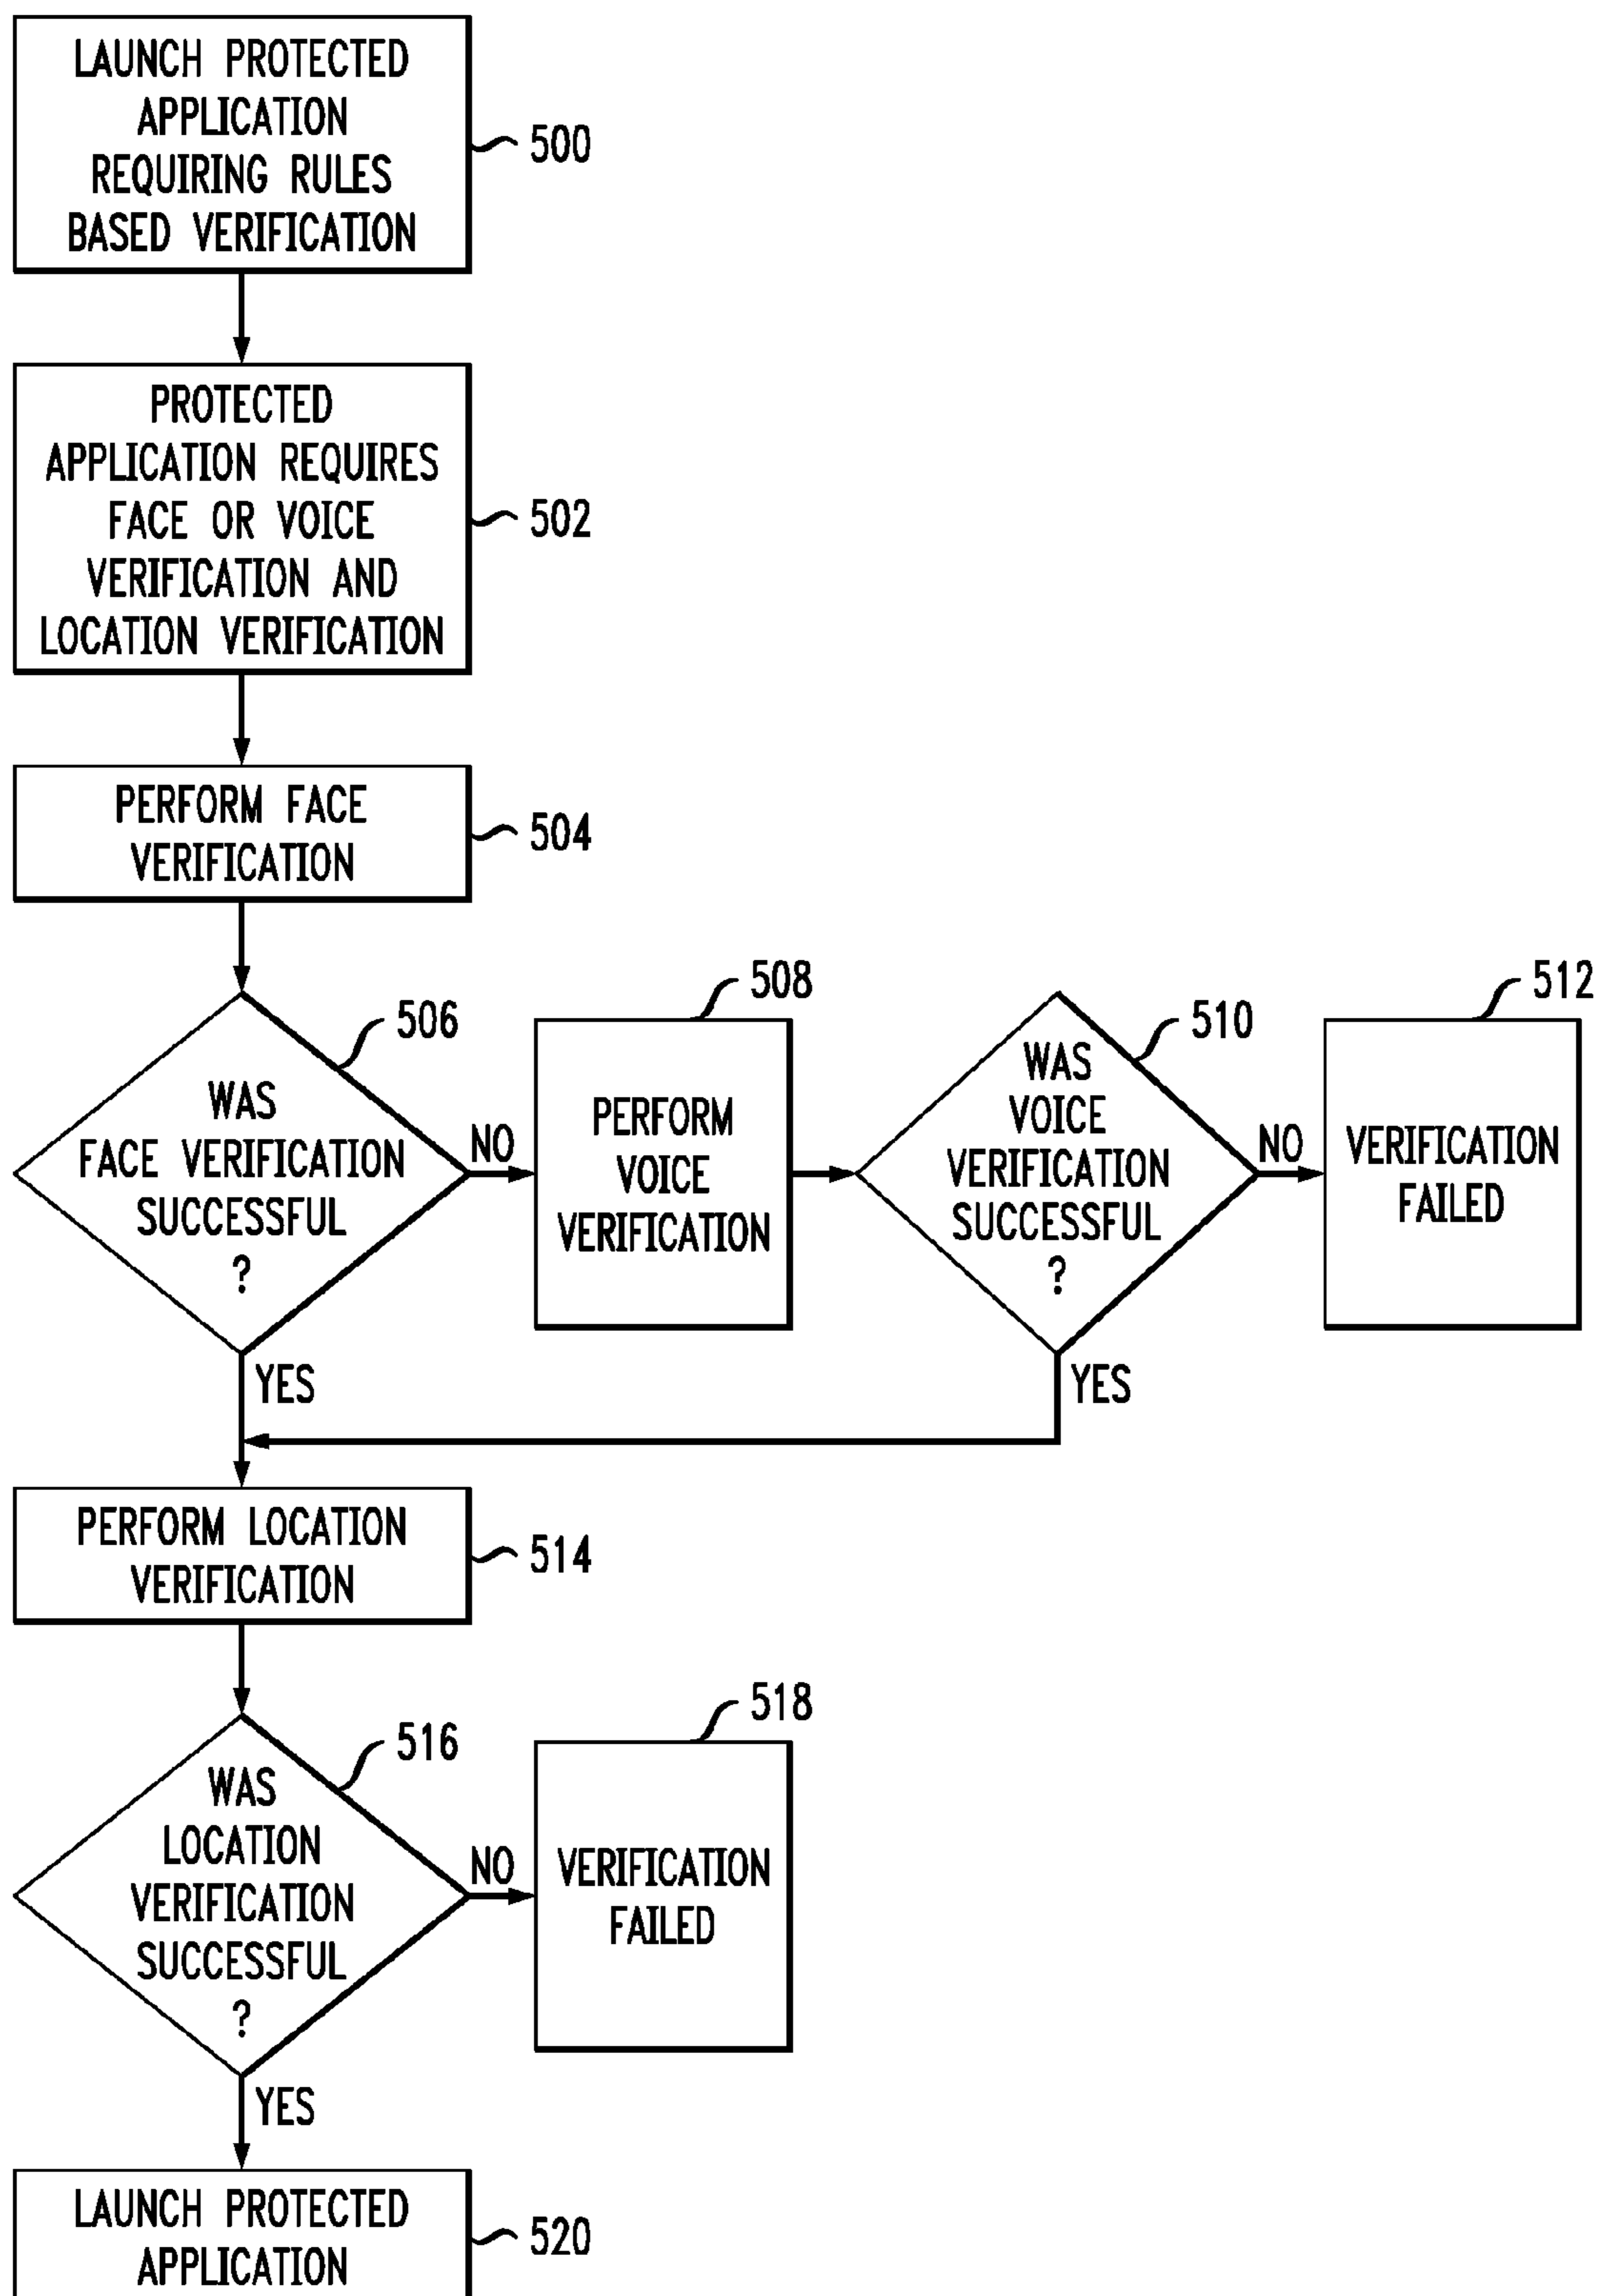 LAUNCH PROTECTED
APPLICATION
REQUIRING RULES
BASED VERIFICATION
500
PROTECTED
APPLICATION REQUIRES
FACE OR VOICE
VERIFICATION AND
LOCATION VERIFICATION
502
PERFORM FACE
VERIFICATION
504
506
WAS
FACE VERIFICATION
SUCCESSFUL
?
NO
YES
508
PERFORM
VOICE
VERIFICATION
510
WAS
VOICE
VERIFICATION
SUCCESSFUL
?
NO
YES
512
VERIFICATION
FAILED
PERFORM LOCATION
VERIFICATION
514
516
WAS
LOCATION
VERIFICATION
SUCCESSFUL
?
NO
YES
518
VERIFICATION
FAILED
LAUNCH PROTECTED
APPLICATION
520